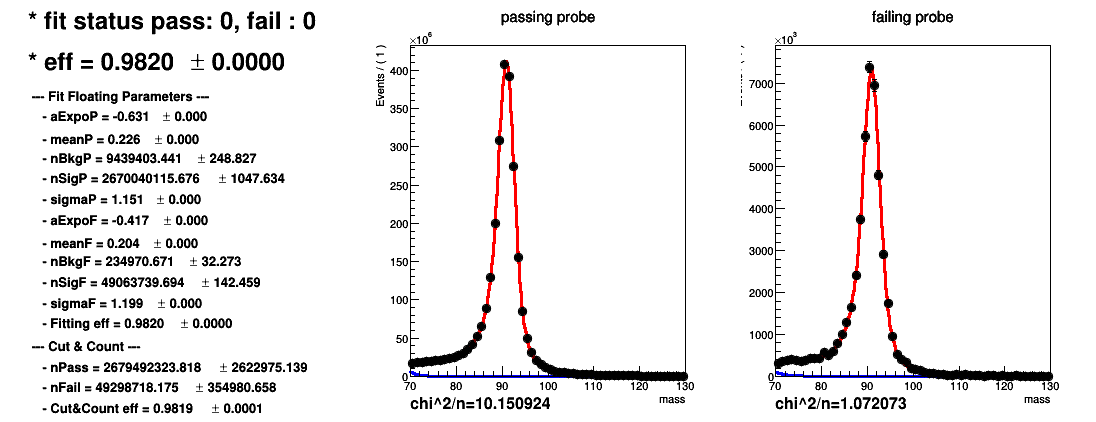 * fit status pass: 0, fail : 0
* eff = 0.9820 ± 0.0000
--- Fit Floating Parameters ---
- aExpoP = -0.631 ± 0.000
- meanP = 0.226 ± 0.000
- nBkgP = 9439403.441 ± 248.827
- nSigP = 2670040115.676 ± 1047.634
- sigmaP = 1.151 ± 0.000
- aExpoF = -0.417 ± 0.000
- meanF = 0.204 ± 0.000
- nBkgF = 234970.671 ± 32.273
- nSigF = 49063739.694 ± 142.459
- sigmaF = 1.199 ± 0.000
- Fitting eff = 0.9820 ± 0.0000
--- Cut & Count ---
- nPass = 2679492323.818 ± 2622975.139
- nFail = 49298718.175 ± 354980.658
- Cut&Count eff = 0.9819 ± 0.0001
passing probe
×10^6
Events / ( 1 )
400
350
300
250
200
150
100
50
0
70 80 90 100 110 120 130
mass
chi^2/n=10.150924
failing probe
×10^3
7000
6000
5000
4000
3000
2000
1000
0
70 80 90 100 110 120 130
mass
chi^2/n=1.072073